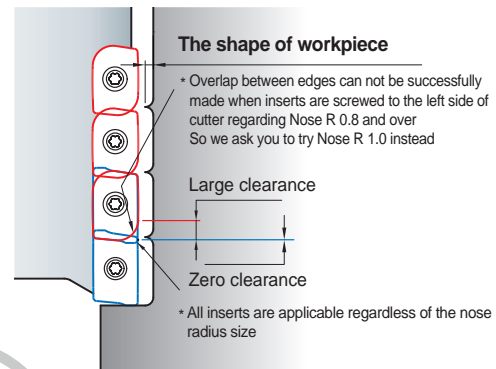 The shape of workpiece
* Overlap between edges can not be successfully
made when inserts are screwed to the left side of
cutter regarding Nose R 0.8 and over
So we ask you to try Nose R 1.0 instead
Large clearance
Zero clearance
* All inserts are applicable regardless of the nose
radius size